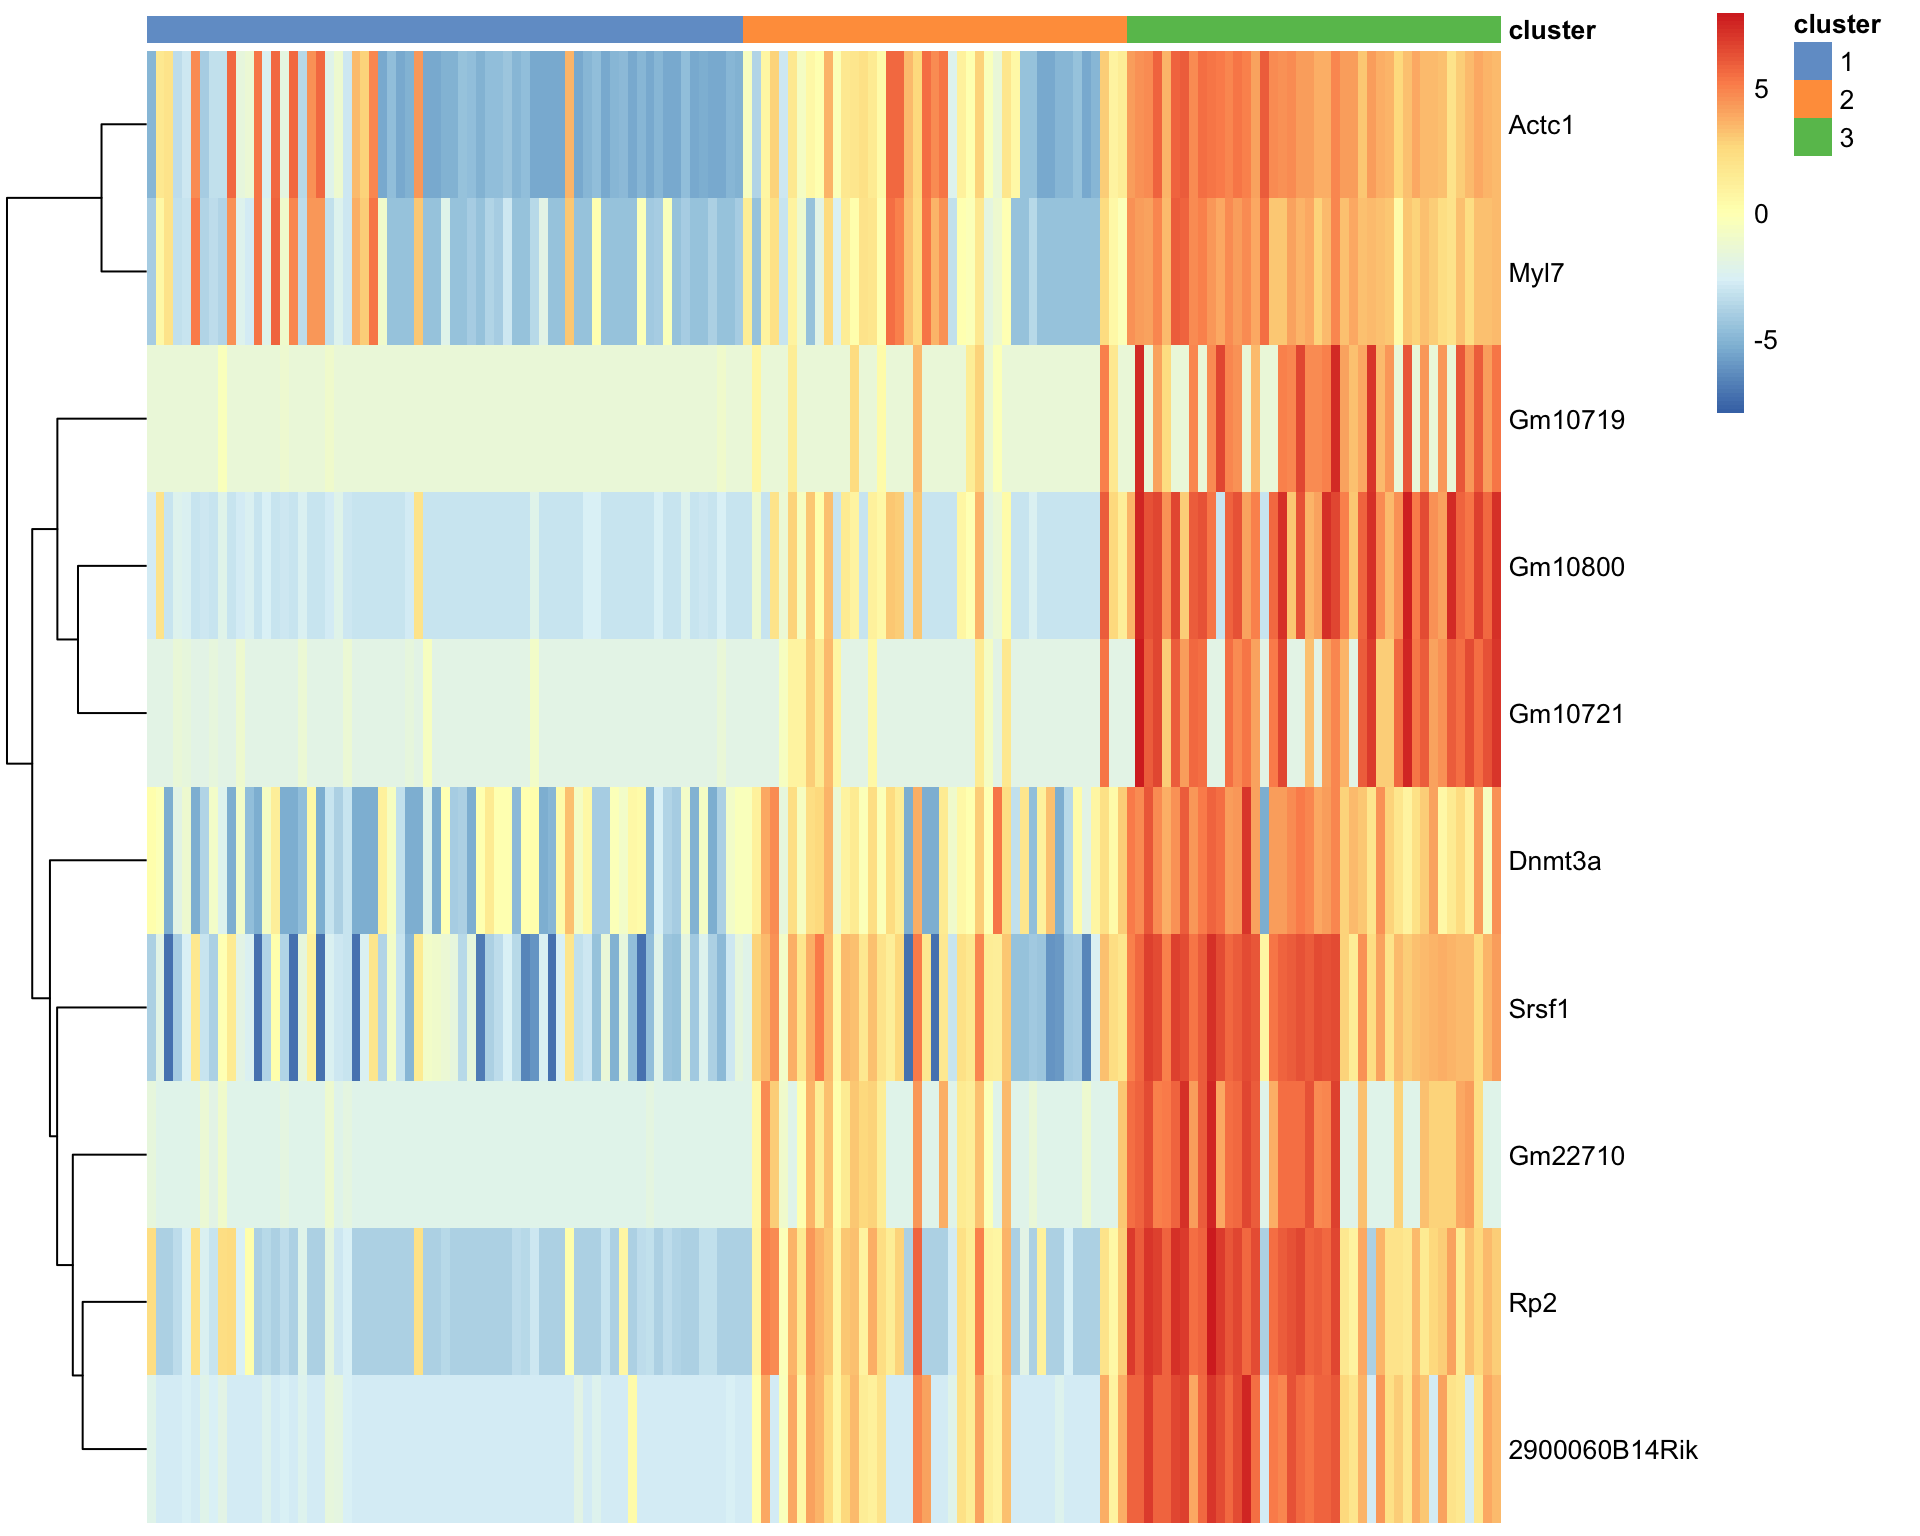 cluster
Actc1
Myl7
Gm10719
Gm10800
Gm10721
Dnmt3a
Srsf1
Gm22710
Rp2
2900060B14Rik
5
0
-5
cluster
1
2
3